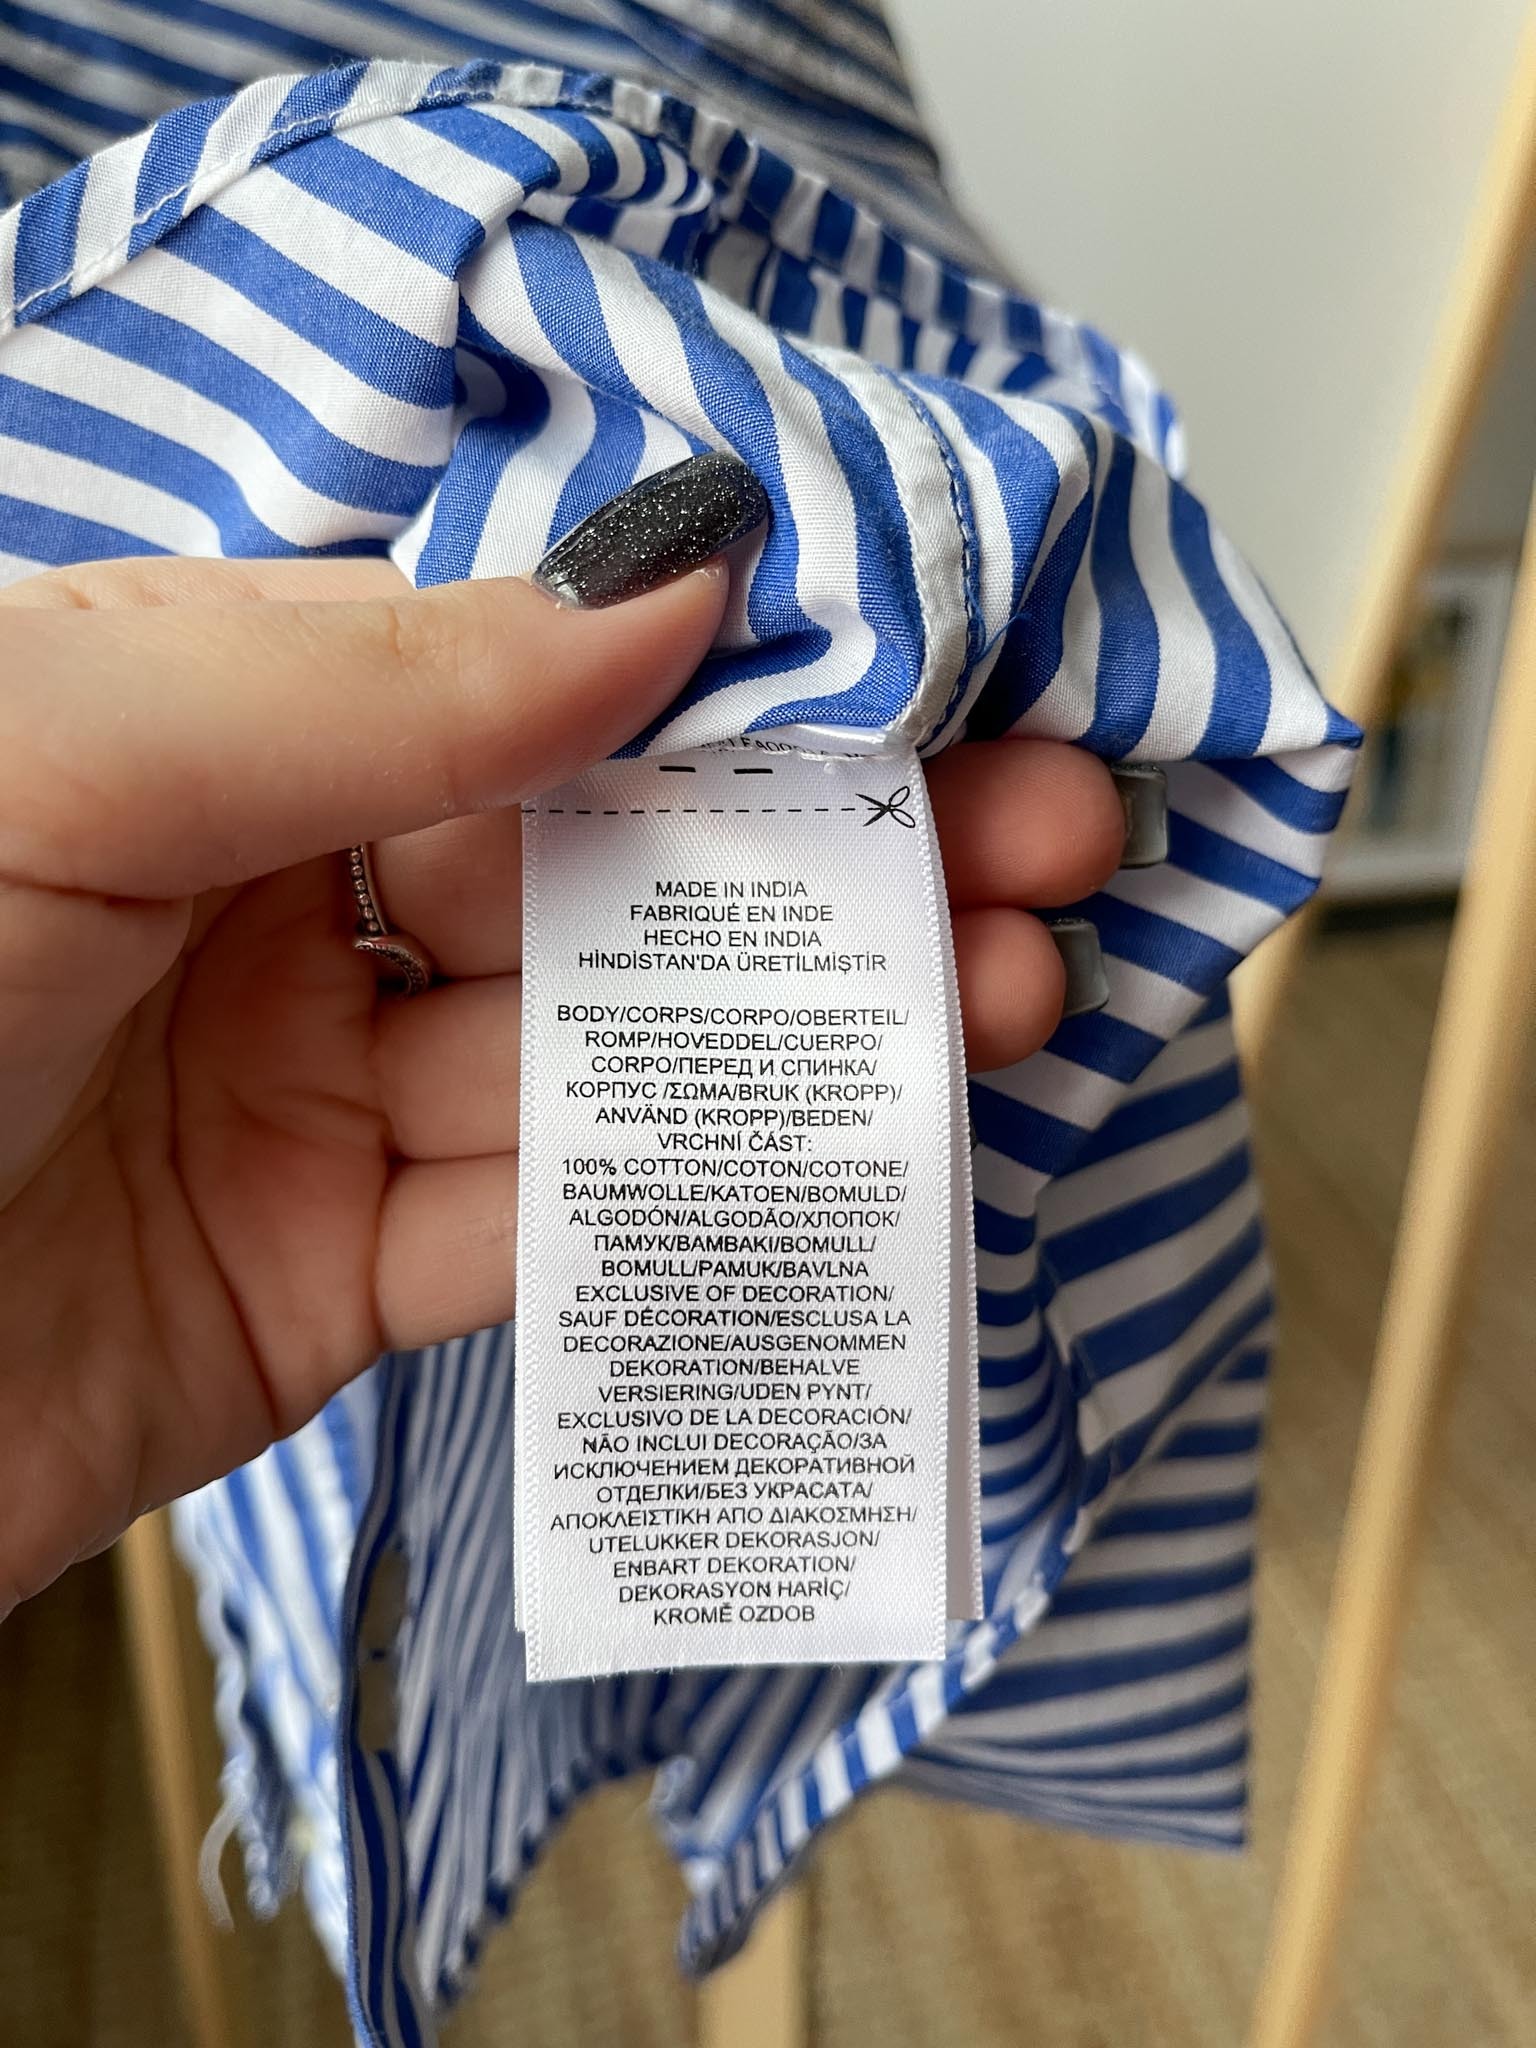 MADE IN INDIA
FABRIQUÉ EN INDE
HECHO EN INDIA
HİNDİSTAN'DA ÜRETİLMİŞTİR
BODY/CORPS/CORPO/OBERTEIL/
ROMP/HOVEDDEL/CUERPO/
CORPO/ПЕРЕД И СПИНКА/
КОРПУС /ΣΩΜΑ/BRUK (KROPP)/
ANVÄND (KROPP)/BEDEN/
VRCHNÍ ČÁST:
100% COTTON/COTON/COTONE/
BAUMWOLLE/KATOEN/BOMULD/
ALGODÓN/ALGODÃO/ХЛОПОК/
ПАМУК/ΒΑΜΒΑΚΙ/BOMULL/
BOMULL/PAMUK/BAVLNA
EXCLUSIVE OF DECORATION/
SAUF DÉCORATION/ESCLUSA LA
DECORAZIONE/AUSGENOMMEN
DEKORATION/BEHALVE
VERSIERING/UDEN PYNT/
EXCLUSIVO DE LA DECORACIÓN/
NÃO INCLUI DECORAÇÃO/ЗА
ИСКЛЮЧЕНИЕМ ДЕКОРАТИВНОЙ
ОТДЕЛКИ/БЕЗ УКРАСАТА/
ΑΠΟΚΛΕΙΣΤΙΚΗ ΑΠΟ ΔΙΑΚΟΣΜΗΣΗ/
UTELUKKER DEKORASJON/
ENBART DEKORATION/
DEKORASYON HARİÇ/
KROMĚ OZDOB